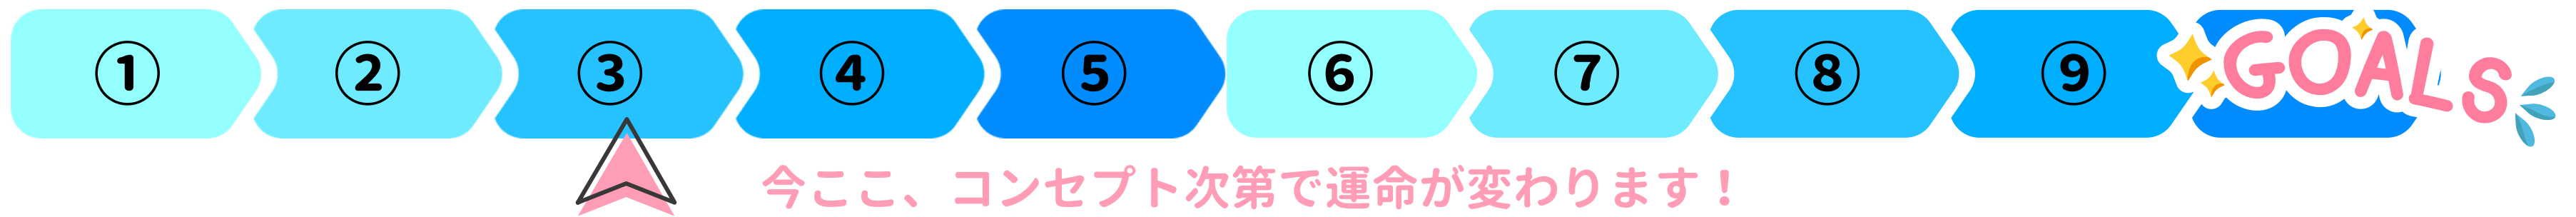 ① ② ③ ④ ⑤ ⑥ ⑦ ⑧ ⑨ GOALS
今ここ、コンセプト次第で運命が変わります！